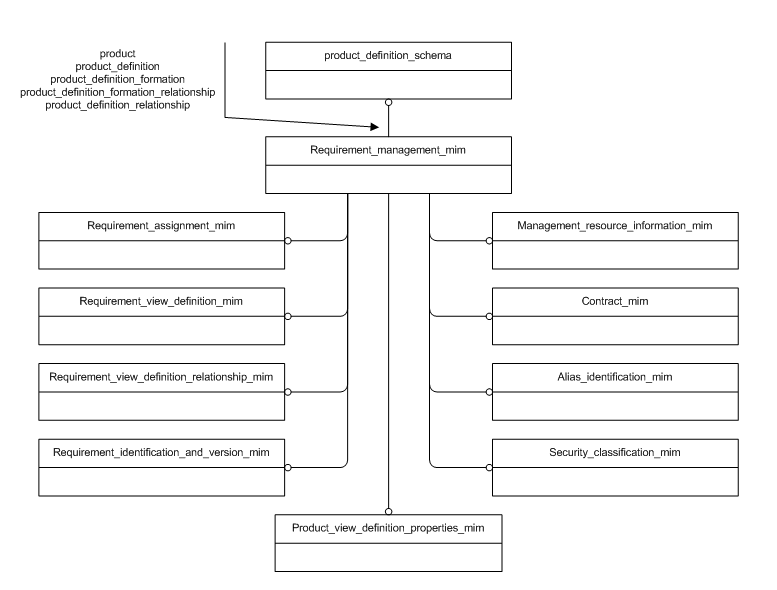 product
product_definition
product_definition_formation
product_definition_formation_relationship
product_definition_relationship
product_definition_schema
Requirement_management_mim
Requirement_assignment_mim
Management_resource_information_mim
Requirement_view_definition_mim
Contract_mim
Requirement_view_definition_relationship_mim
Alias_identification_mim
Requirement_identification_and_version_mim
Security_classification_mim
Product_view_definition_properties_mim